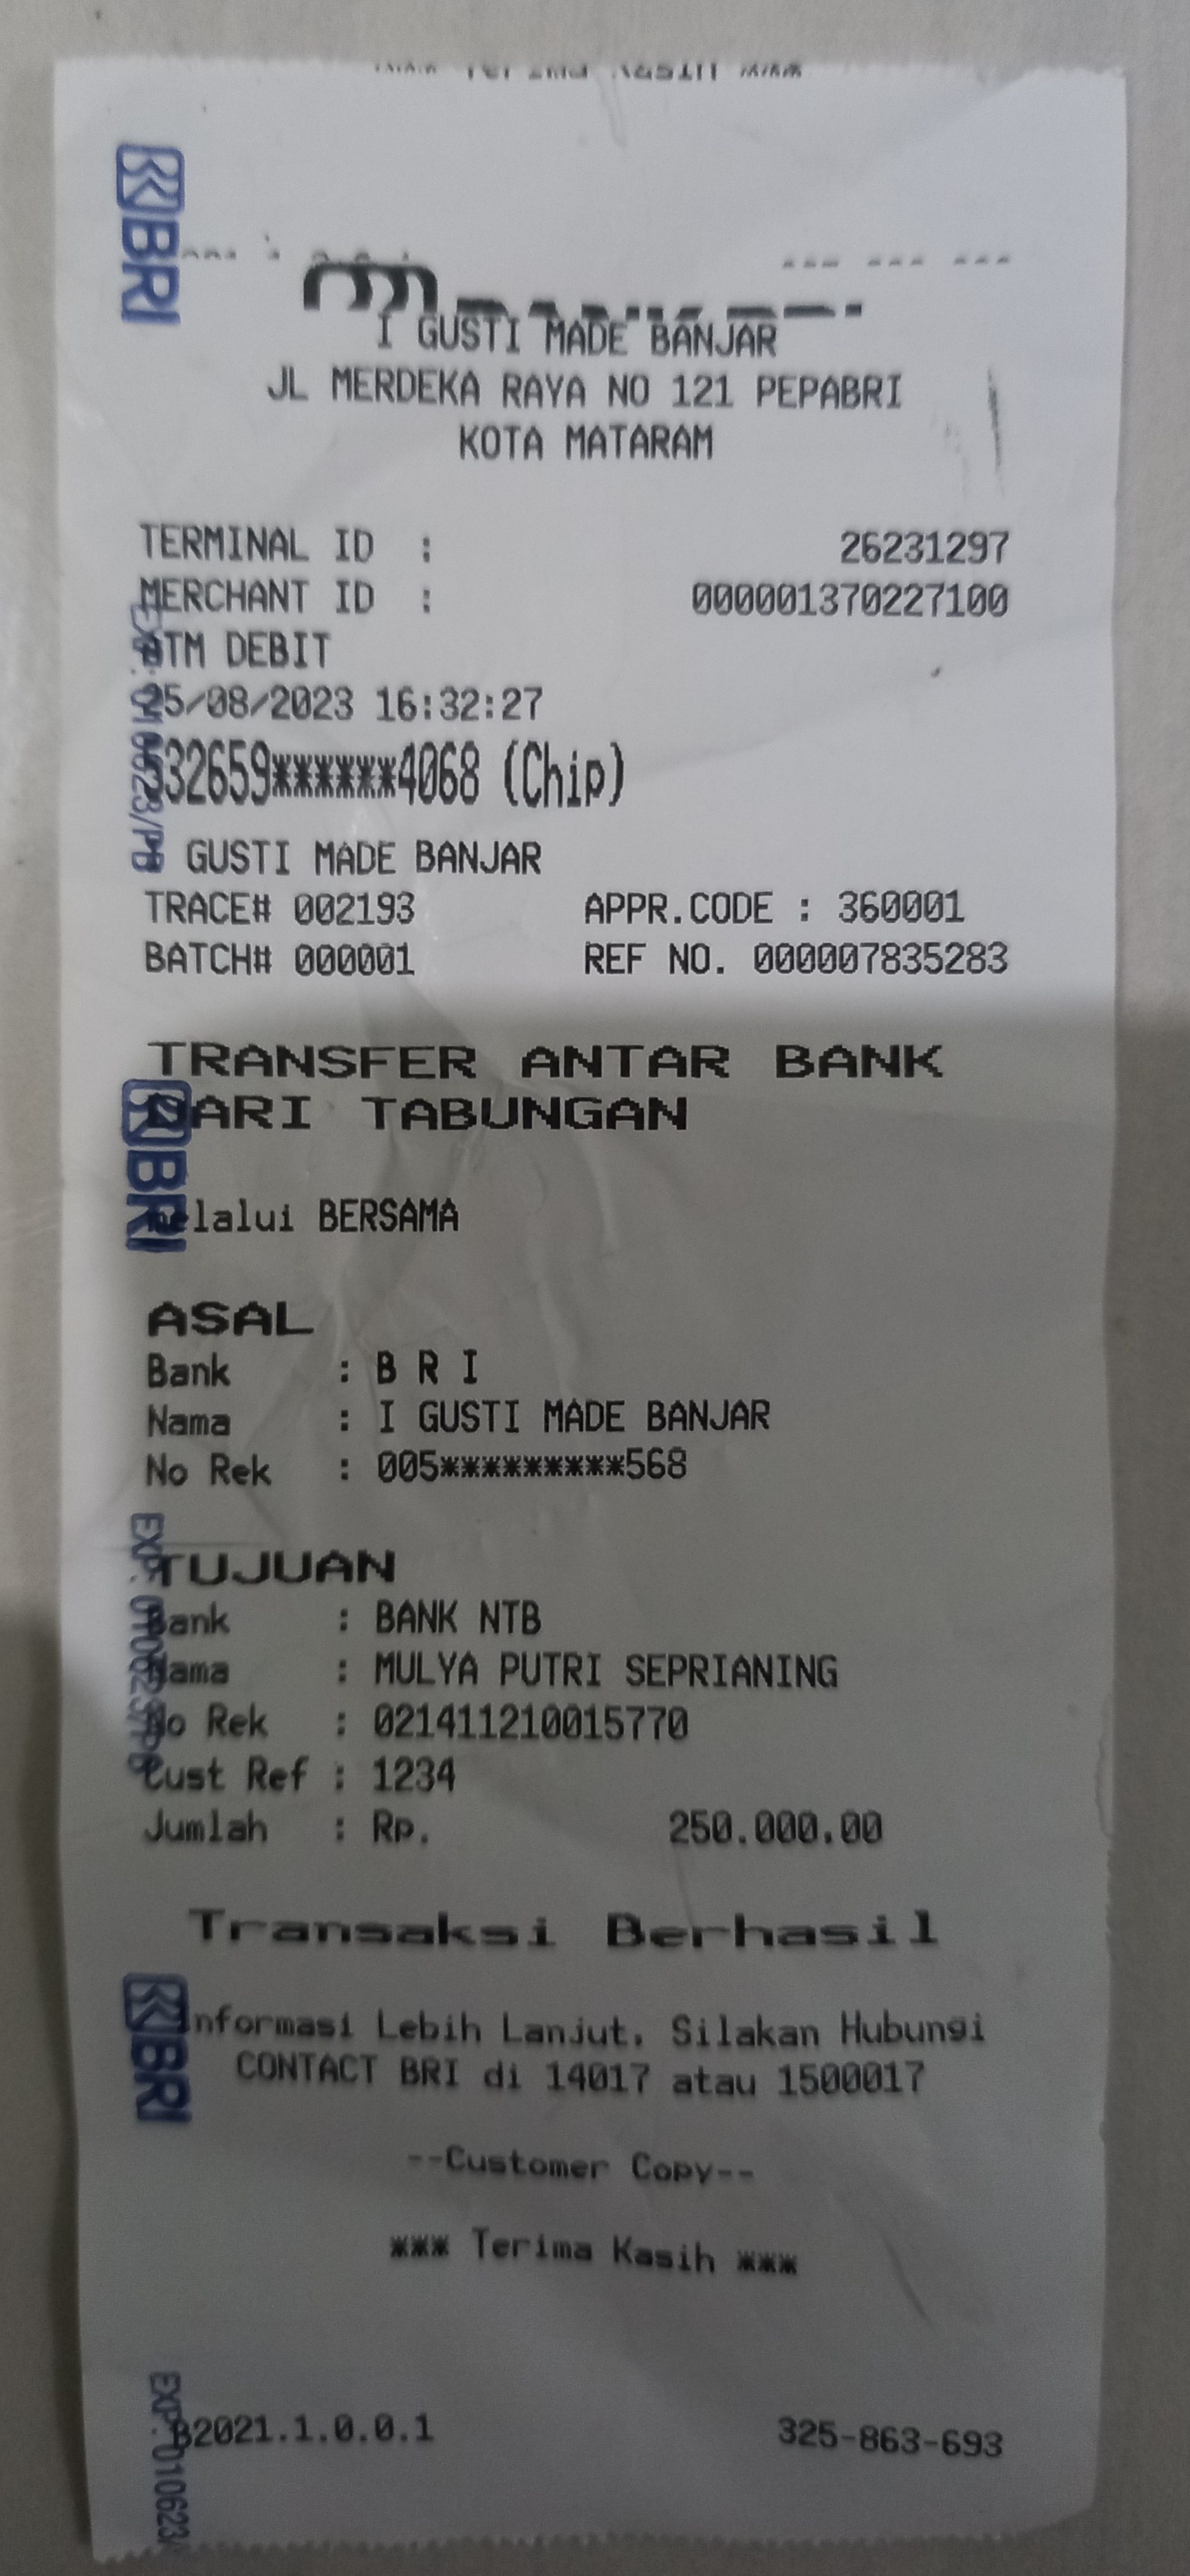 BRI
I GUSTI MADE BANJAR
JL MERDEKA RAYA NO 121 PEPABRI
KOTA MATARAM
TERMINAL ID : 26231297
MERCHANT ID : 000001370227100
ATM DEBIT
25/08/2023 16:32:27
532659******4068 (Chip)
GUSTI MADE BANJAR
TRACE# 002193 APPR.CODE : 360001
BATCH# 000001 REF NO. 000007835283
TRANSFER ANTAR BANK
DARI TABUNGAN
BRI
BERSAMA
ASAL
Bank : B R I
Nama : I GUSTI MADE BANJAR
No Rek : 005*********568
TUJUAN
Bank : BANK NTB
Nama : MULYA PUTRI SEPRIANING
No Rek : 021411210015770
Cust Ref : 1234
Jumlah : Rp. 250.000,00
Transaksi Berhasil
BRI
Informasi Lebih Lanjut, Silakan Hubungi
CONTACT BRI di 14017 atau 1500017
--Customer Copy--
*** Terima Kasih ***
B2021.1.0.0.1 325-863-693
EXP: 010623/